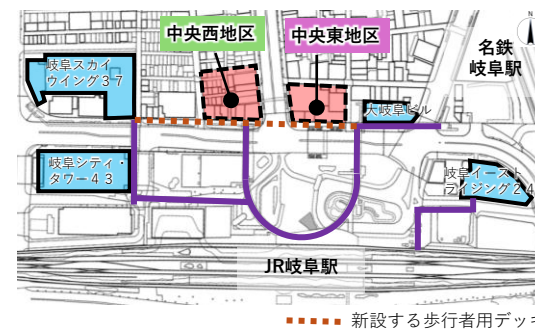 中央西地区
中央東地区
N
名鉄
岐阜駅
岐阜スカイ
ウイング37
大岐阜ビル
岐阜シティ・
タワー43
岐阜イースト
ライジング24
JR岐阜駅
新設する歩行者用デッキ